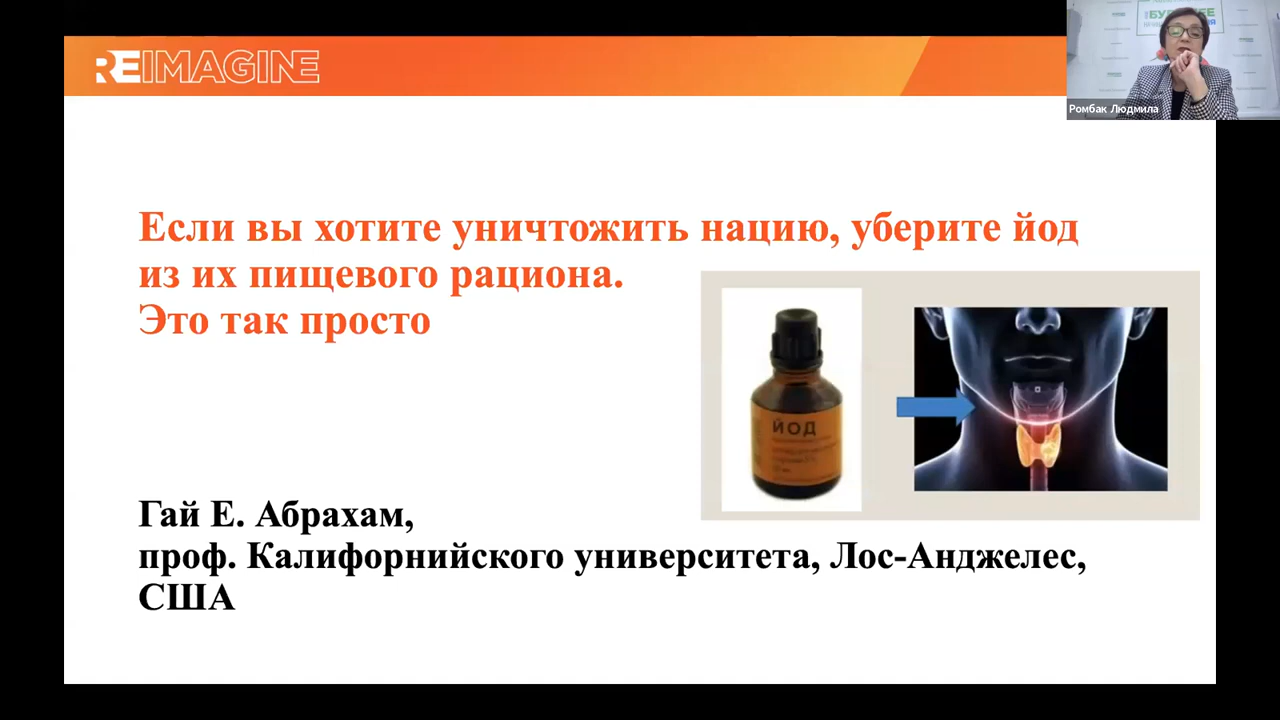 REIMAGINE
Ромбак Людмила
Если вы хотите уничтожить нацию, уберите йод
из их пищевого рациона.
Это так просто
ЙОД
Гай Е. Абрахам,
проф. Калифорнийского университета, Лос-Анджелес,
США